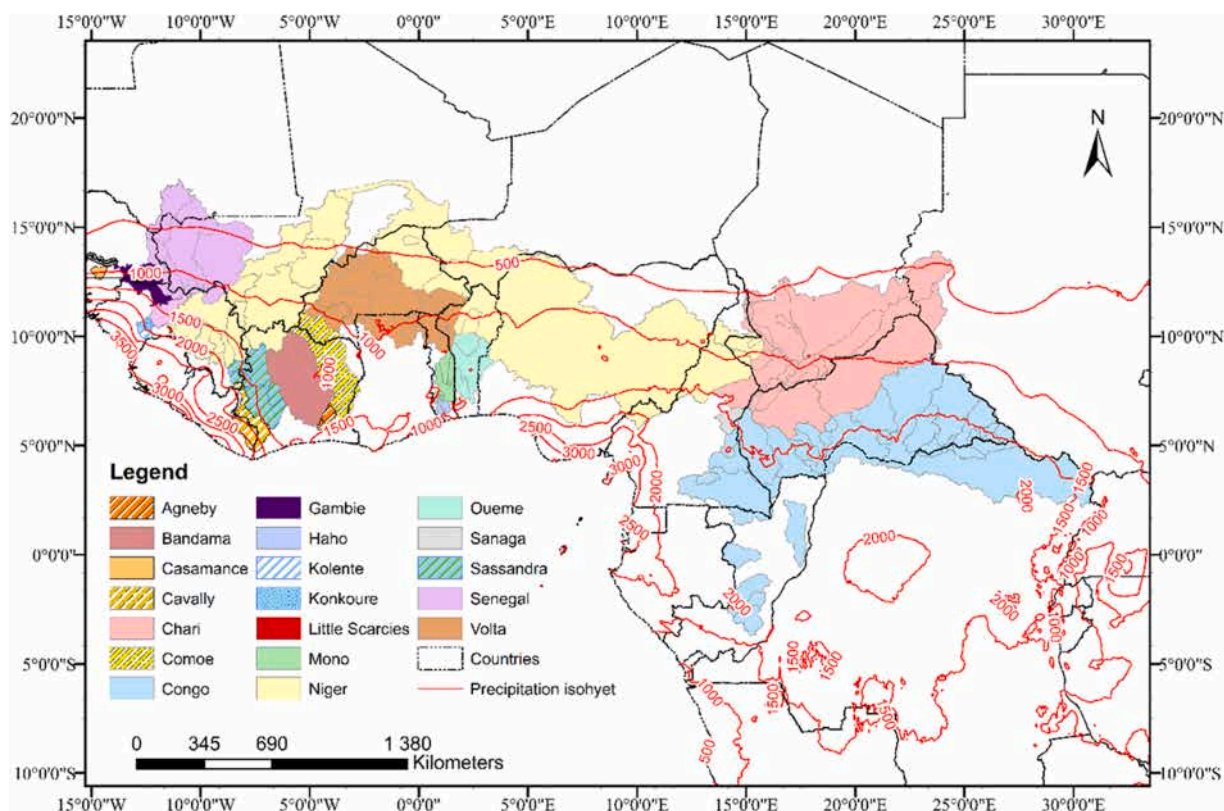 15°0'0"W 10°0'0"W 5°0'0"W 0°0'0" 5°0'0"E 10°0'0"E 15°0'0"E 20°0'0"E 25°0'0"E 30°0'0"E
N
20°0'0"N 20°0'0"N
15°0'0"N 15°0'0"N
500
1000
10°0'0"N 10°0'0"N
1500
1000
2000
3500
1000
3000
2500
1500
1000
2500
3000
5°0'0"N 5°0'0"N
3000
2000
1500
2000
1500
1000
2500
0°0'0" 0°0'0"
2000
1000
1500
2000
2000
1000
1500
1500
5°0'0"S 5°0'0"S
1000
1500
1500
500
10°0'0"S 10°0'0"S
Legend
Agneby
Bandama
Casamance
Cavally
Chari
Comoe
Congo
Gambie
Haho
Kolente
Konkoure
Little Scarcies
Mono
Niger
Oueme
Sanaga
Sassandra
Senegal
Volta
Countries
Precipitation isohyet
0 345 690 1 380
Kilometers
15°0'0"W 10°0'0"W 5°0'0"W 0°0'0" 5°0'0"E 10°0'0"E 15°0'0"E 20°0'0"E 25°0'0"E 30°0'0"E